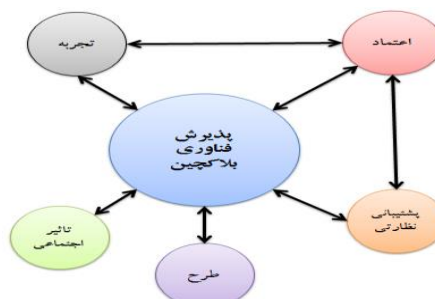 تجربه
اعتماد
پذیرش
فناوری
بلاکچین
پشتیبانی
نظارتی
تاثیر
اجتماعی
طرح